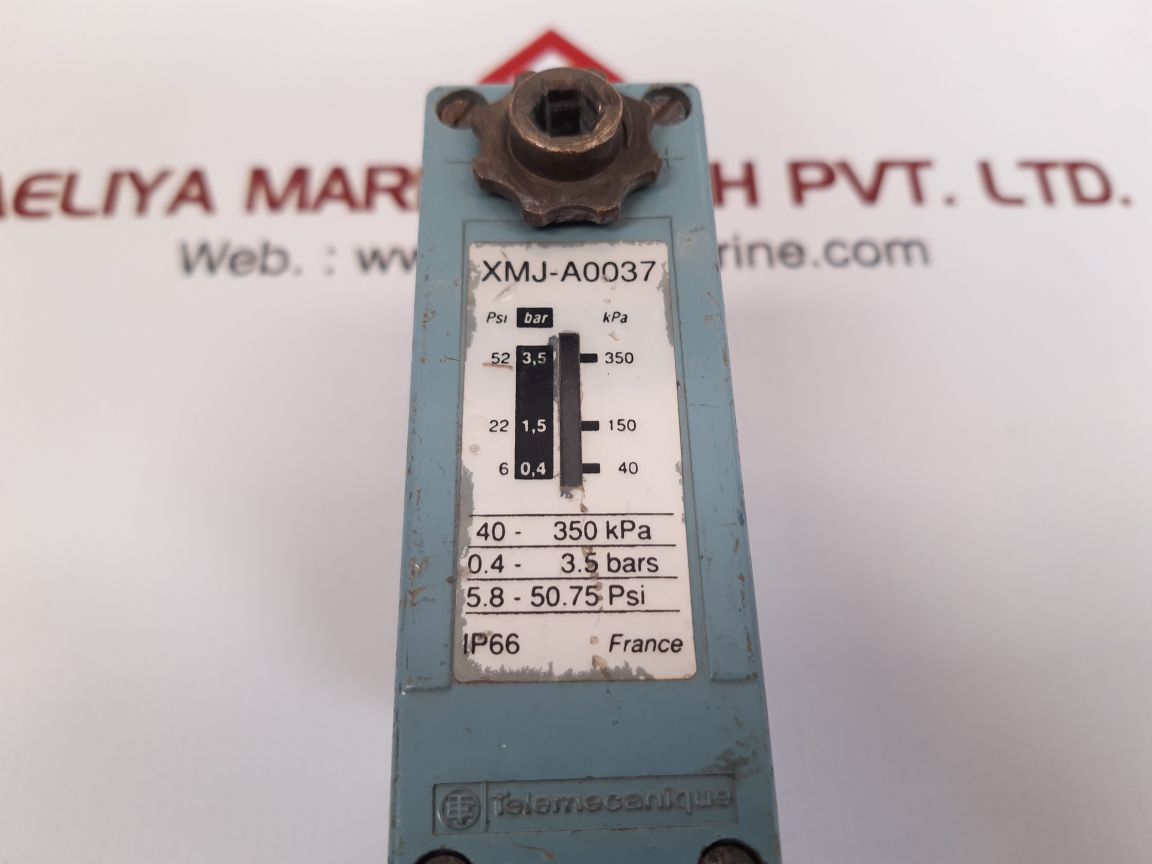 AELIYA MAR H PVT. LTD.
Web. : rine.com
XMJ-A0037
Psi bar kPa
52 3,5 350
22 1,5 150
6 0,4 40
40 - 350 kPa
0.4 - 3.5 bars
5.8 - 50.75 Psi
IP66 France
Telemecanique